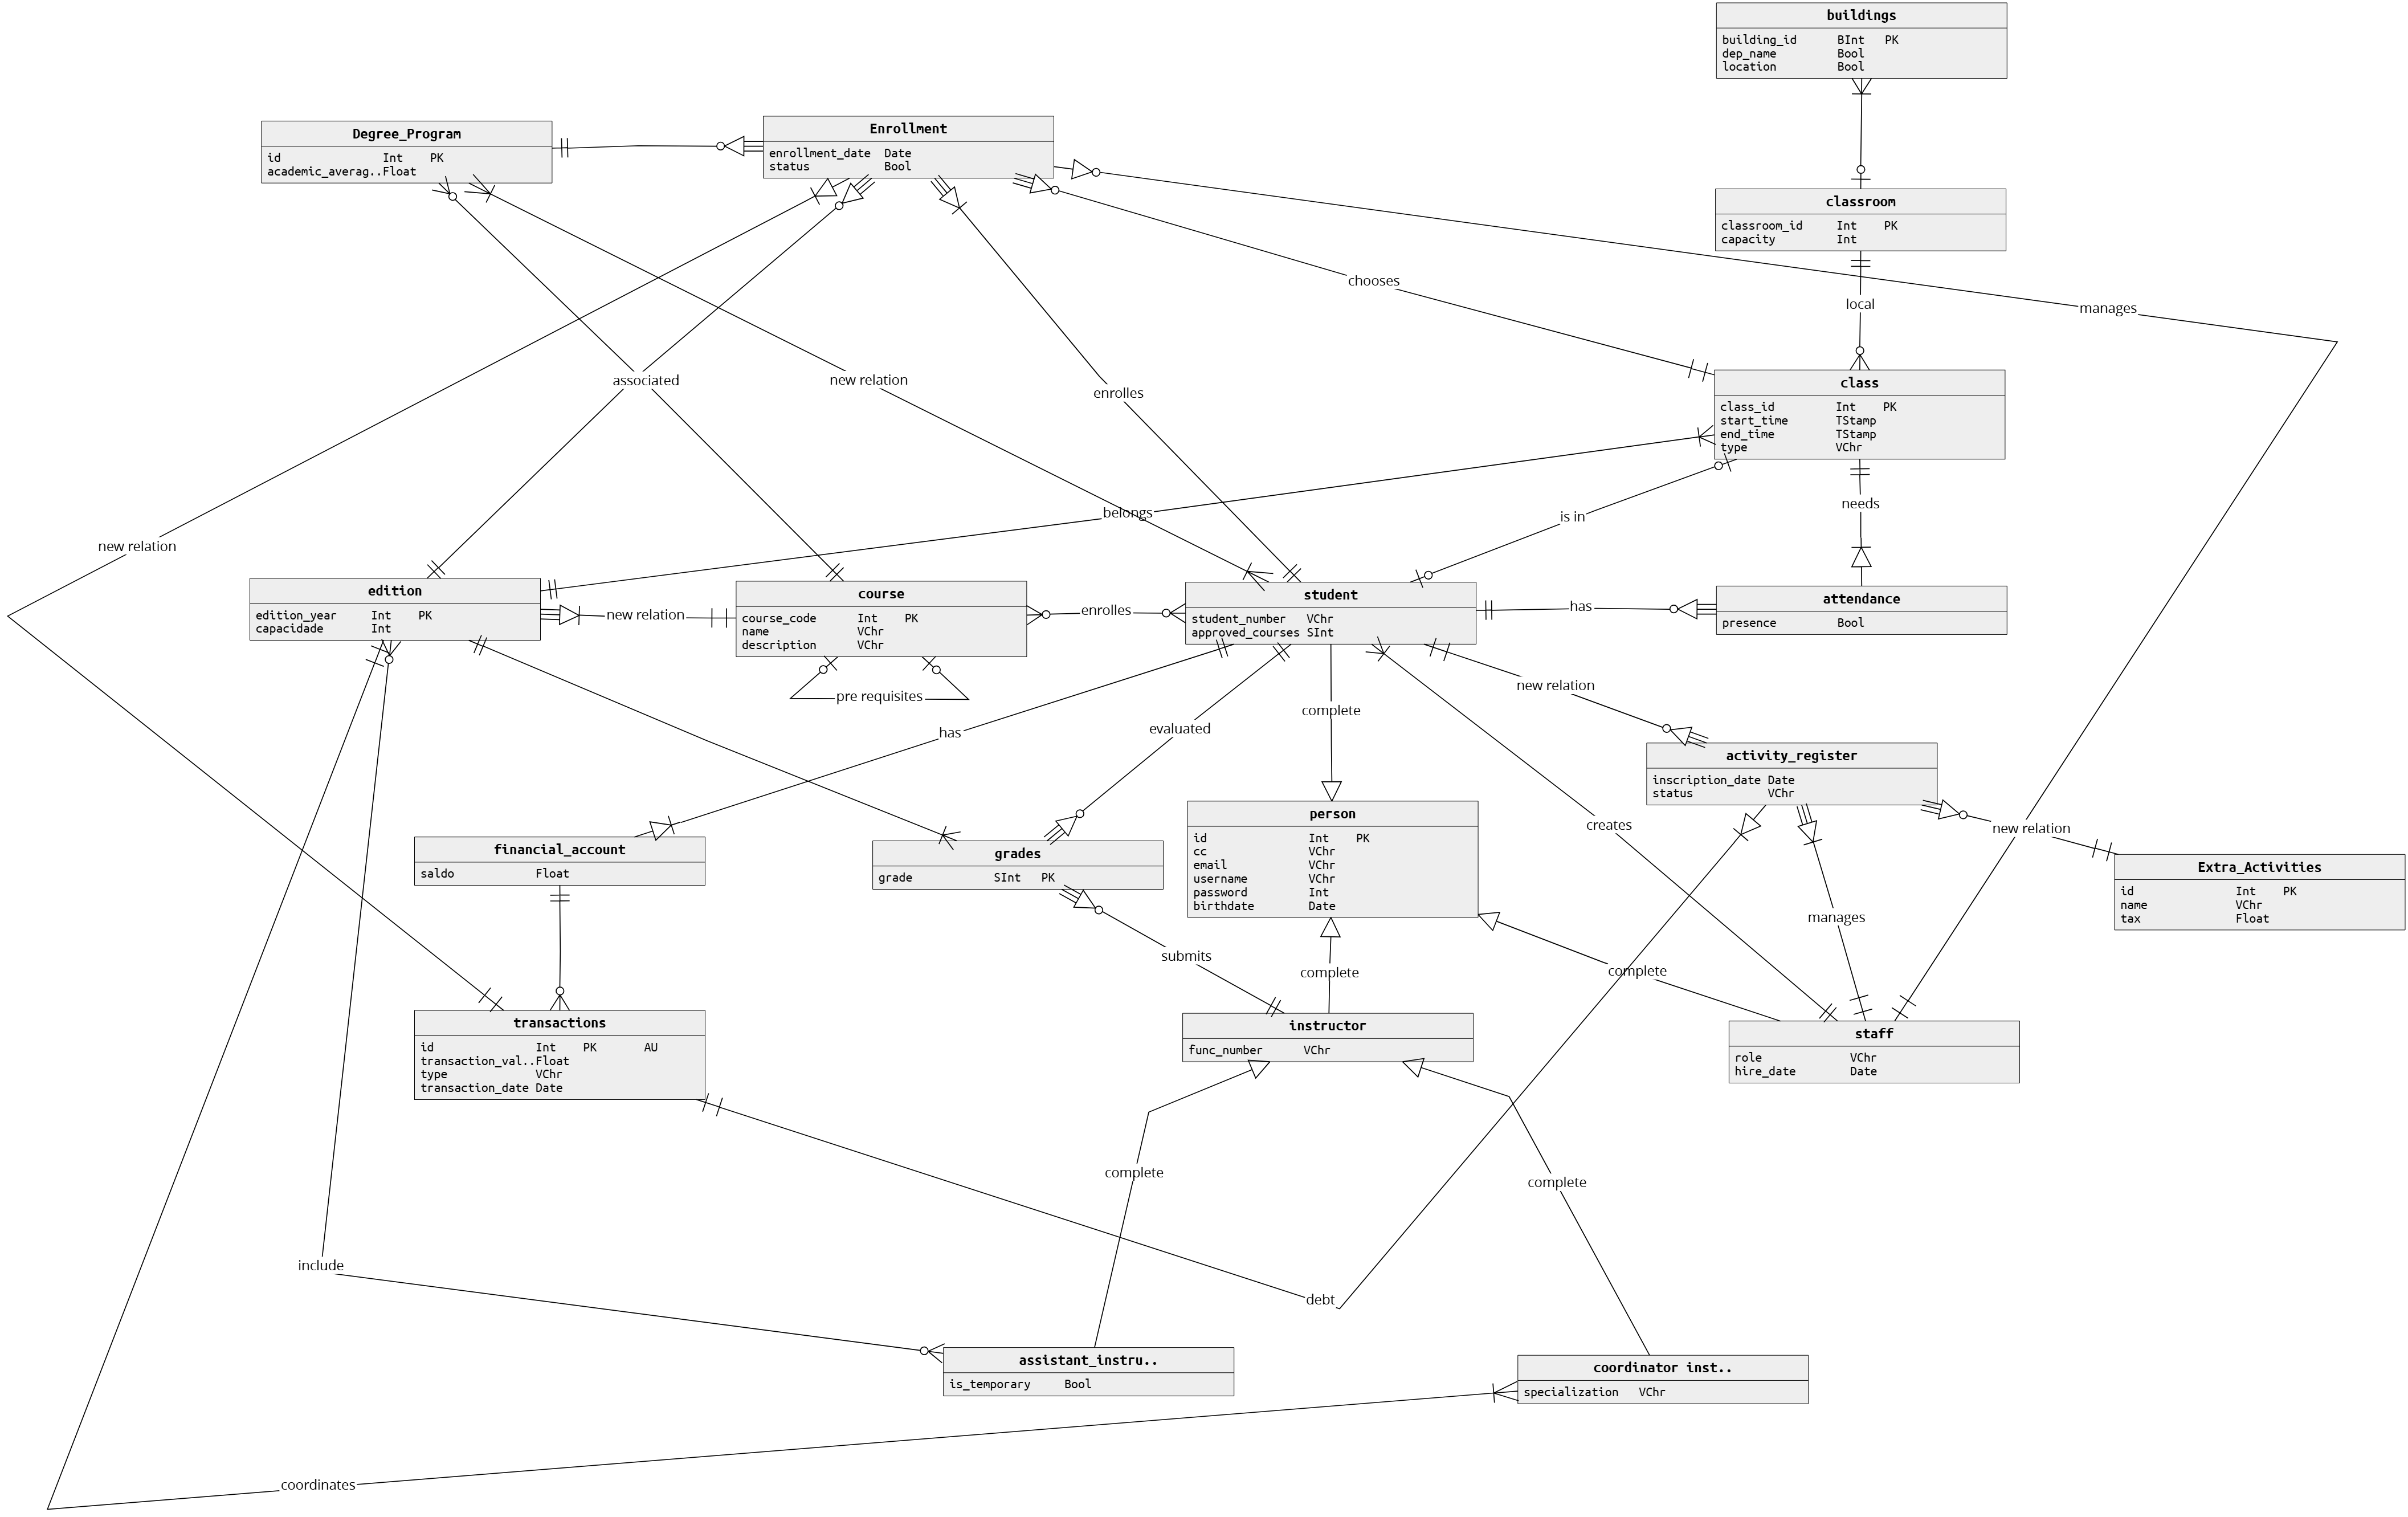 buildings
building_id BInt PK
dep_name Bool
location Bool
Degree_Program
id Int PK
academic_averag..Float
Enrollment
enrollment_date Date
status Bool
classroom
classroom_id Int PK
capacity Int
chooses
local
manages
associated
new relation
enrolles
class
class_id Int PK
start_time TStamp
end_time TStamp
type VChr
belongs
is in
needs
new relation
edition
edition_year Int PK
capacidade Int
new relation
course
course_code Int PK
name VChr
description VChr
enrolles
student
student_number VChr
approved_courses SInt
has
attendance
presence Bool
pre requisites
has
evaluated
complete
new relation
activity_register
inscription_date Date
status VChr
person
id Int PK
cc VChr
email VChr
username VChr
password Int
birthdate Date
creates
new relation
financial_account
saldo Float
grades
grade SInt PK
Extra_Activities
id Int PK
name VChr
tax Float
manages
submits
complete
complete
transactions
id Int PK AU
transaction_val..Float
type VChr
transaction_date Date
instructor
func_number VChr
staff
role VChr
hire_date Date
complete
complete
include
debt
assistant_instru..
is_temporary Bool
coordinator inst..
specialization VChr
coordinates